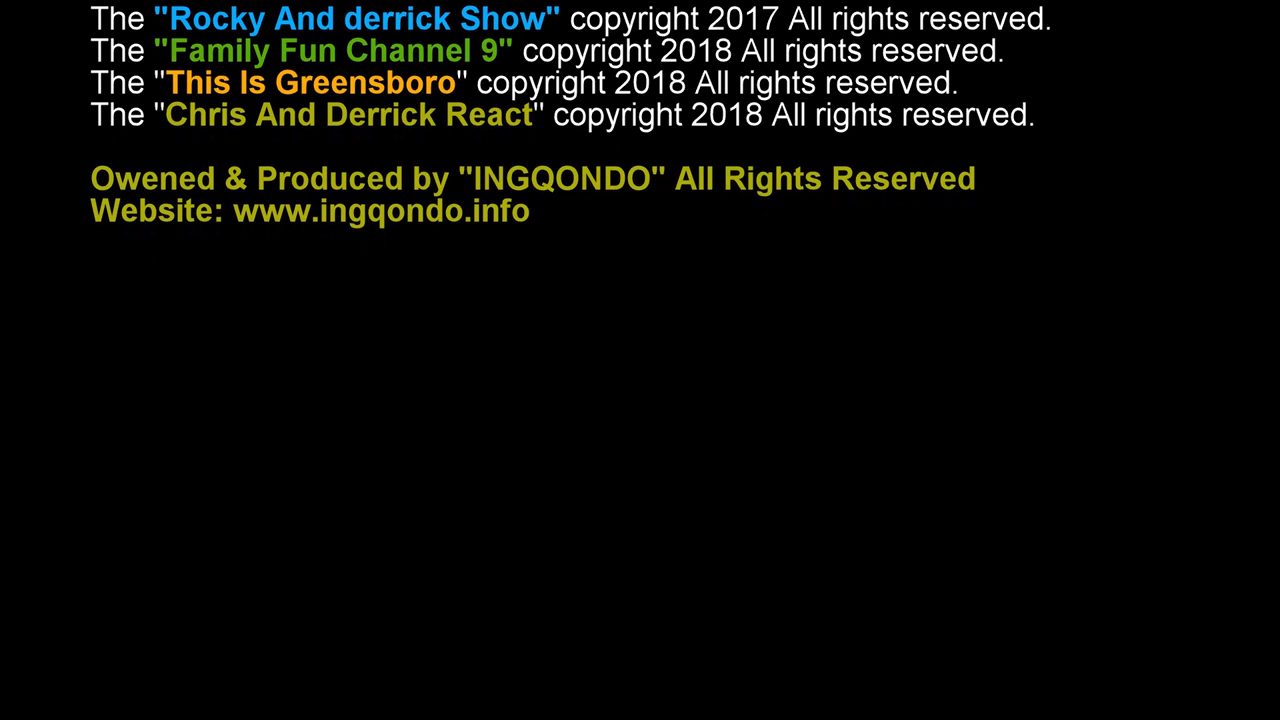 The "Rocky And derrick Show" copyright 2017 All rights reserved.
The "Family Fun Channel 9" copyright 2018 All rights reserved.
The "This Is Greensboro" copyright 2018 All rights reserved.
The "Chris And Derrick React" copyright 2018 All rights reserved.
Owened & Produced by "INGQONDO" All Rights Reserved
Website: www.ingqondo.info